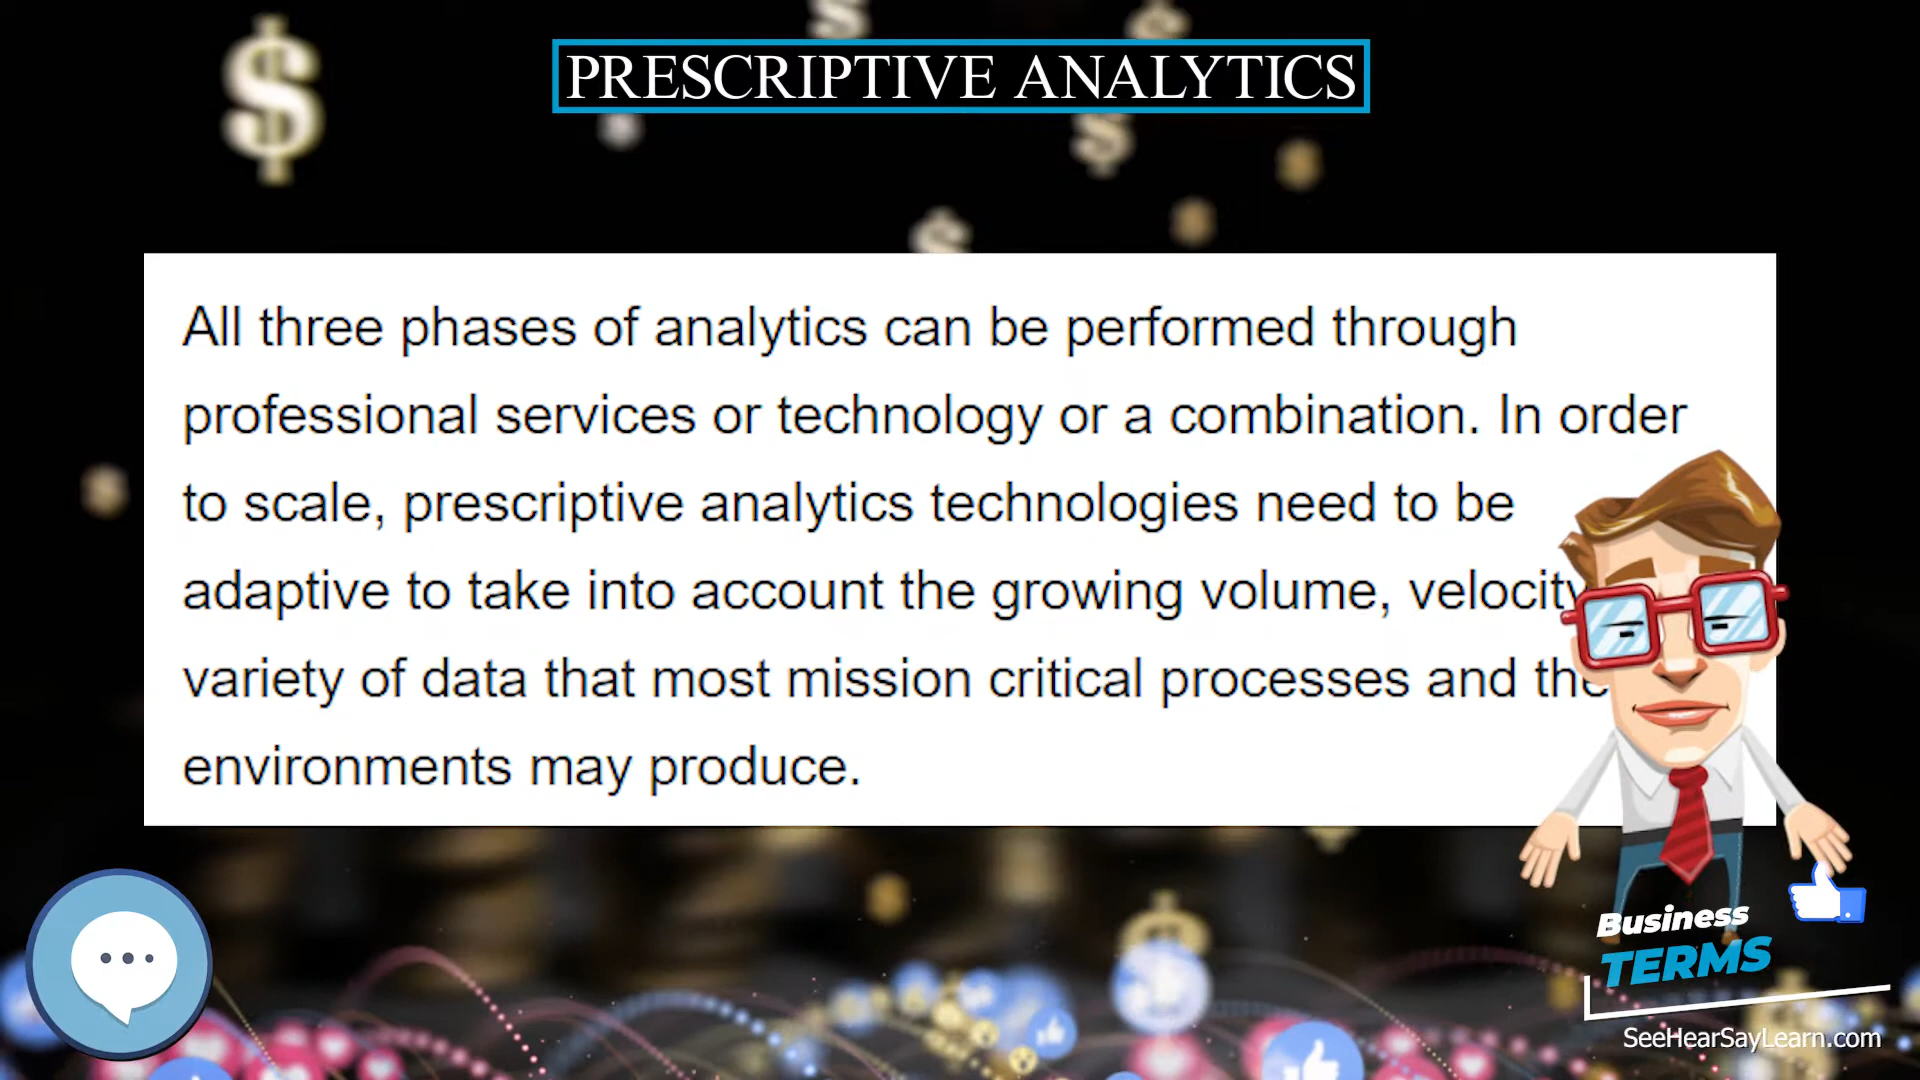 PRESCRIPTIVE ANALYTICS
All three phases of analytics can be performed through
professional services or technology or a combination. In order
to scale, prescriptive analytics technologies need to be
adaptive to take into account the growing volume, velocity
variety of data that most mission critical processes and
environments may produce.
Business
TERMS
SeeHearSayLearn.com